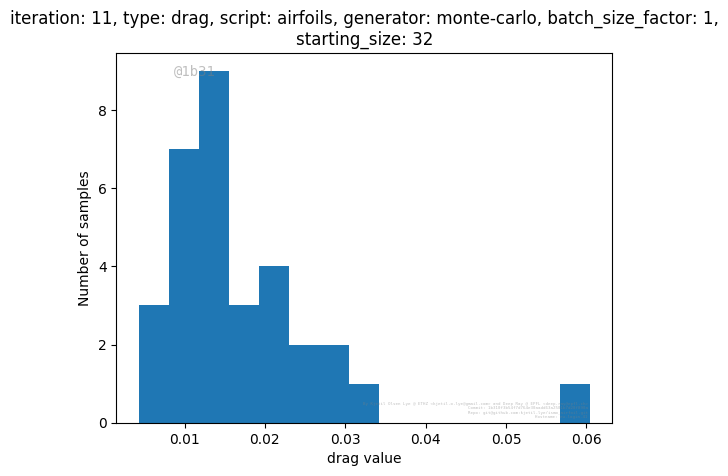 iteration: 11, type: drag, script: airfoils, generator: monte-carlo, batch_size_factor: 1,
starting_size: 32
@1b31
8
6
4
2
0
Number of samples
0.01 0.02 0.03 0.04 0.05 0.06
drag value